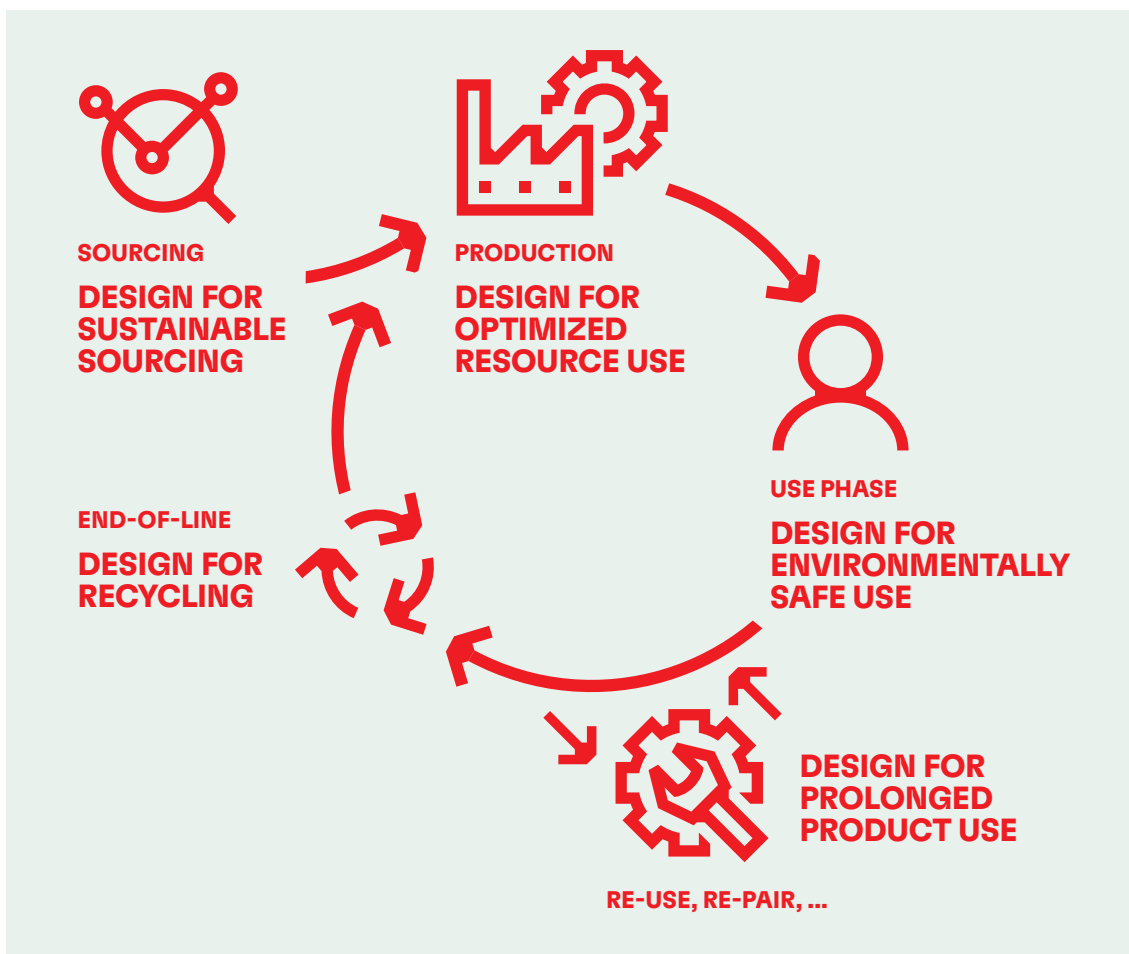 SOURCING
DESIGN FOR
SUSTAINABLE
SOURCING
PRODUCTION
DESIGN FOR
OPTIMIZED
RESOURCE USE
USE PHASE
DESIGN FOR
ENVIRONMENTALLY
SAFE USE
END-OF-LINE
DESIGN FOR
RECYCLING
DESIGN FOR
PROLONGED
PRODUCT USE
RE-USE, RE-PAIR, ...